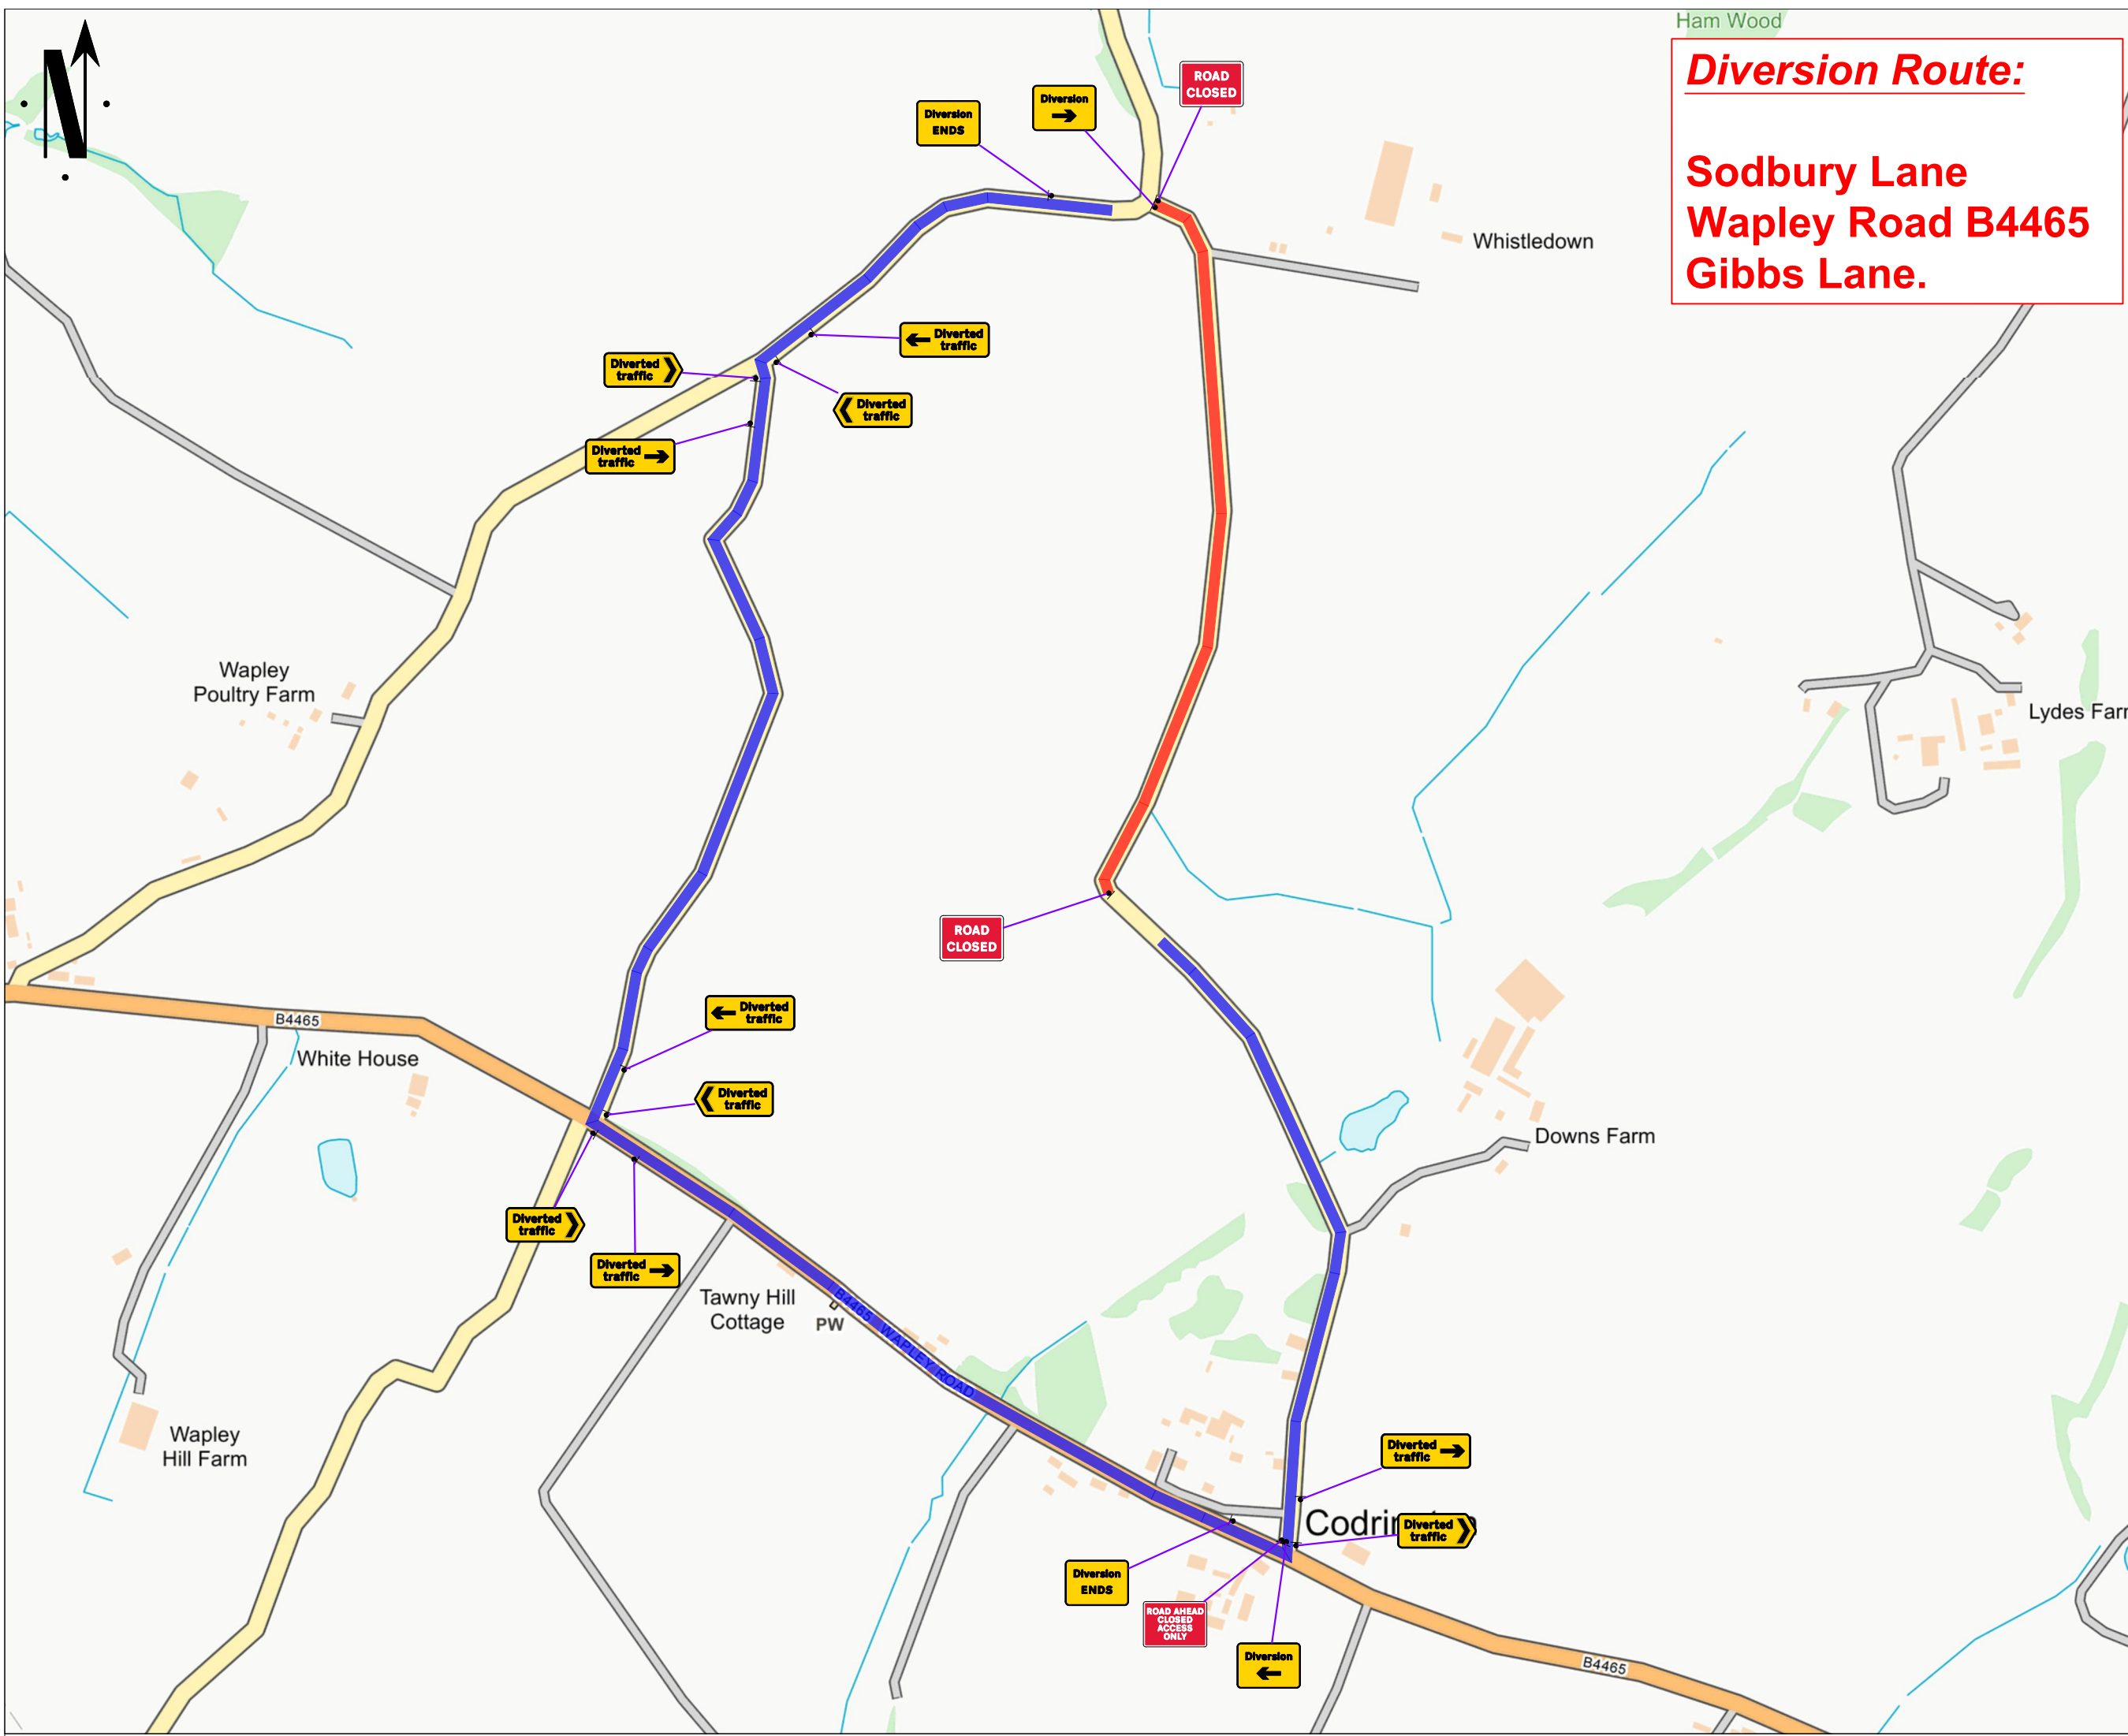 N
Ham Wood
Diversion Route:
Sodbury Lane
Wapley Road B4465
Gibbs Lane.
ROAD
CLOSED
Diversion
Diversion
ENDS
Whistledown
Diverted
traffic
Diverted
traffic
Diverted
traffic
Diverted
traffic
Wapley
Poultry Farm
Lydes Farm
ROAD
CLOSED
B4465
White House
Diverted
traffic
Diverted
traffic
Downs Farm
Diverted
traffic
Diverted
traffic
Tawny Hill
Cottage
PW
B4465 WAPLEY ROAD
Wapley
Hill Farm
Diverted
traffic
Diverted
traffic
Diversion
ENDS
ROAD AHEAD
CLOSED
ACCESS
ONLY
Diversion
B4465